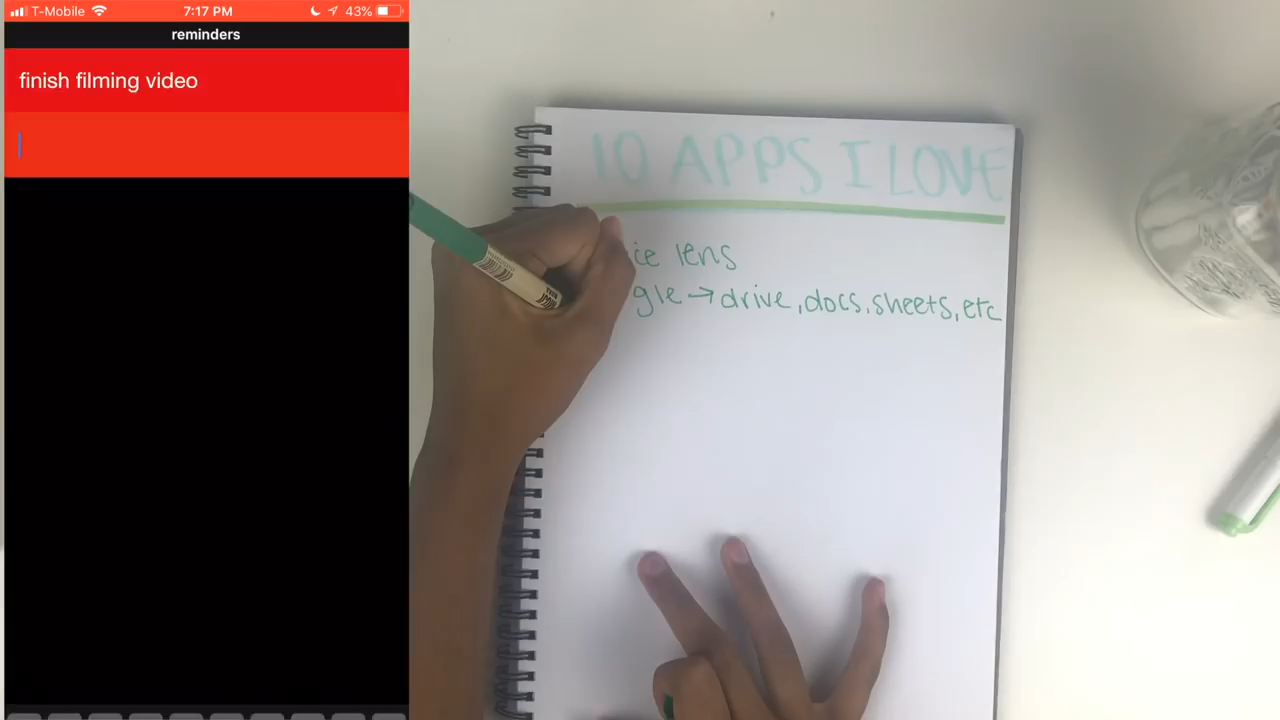 T-Mobile 7:17 PM 43%
reminders
finish filming video
10 APPS I LOVE
lens
drive, docs, sheets, etc